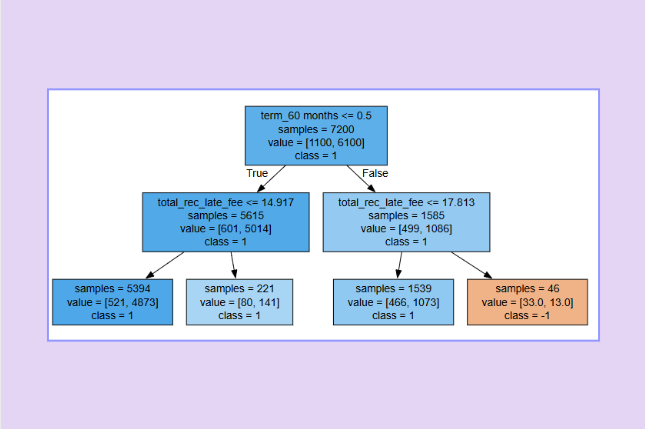 term_60 months <= 0.5
samples = 7200
value = [1100, 6100]
class = 1
True
False
total_rec_late_fee <= 14.917
samples = 5615
value = [601, 5014]
class = 1
total_rec_late_fee <= 17.813
samples = 1585
value = [499, 1086]
class = 1
samples = 5394
value = [521, 4873]
class = 1
samples = 221
value = [80, 141]
class = 1
samples = 1539
value = [466, 1073]
class = 1
samples = 46
value = [33.0, 13.0]
class = -1